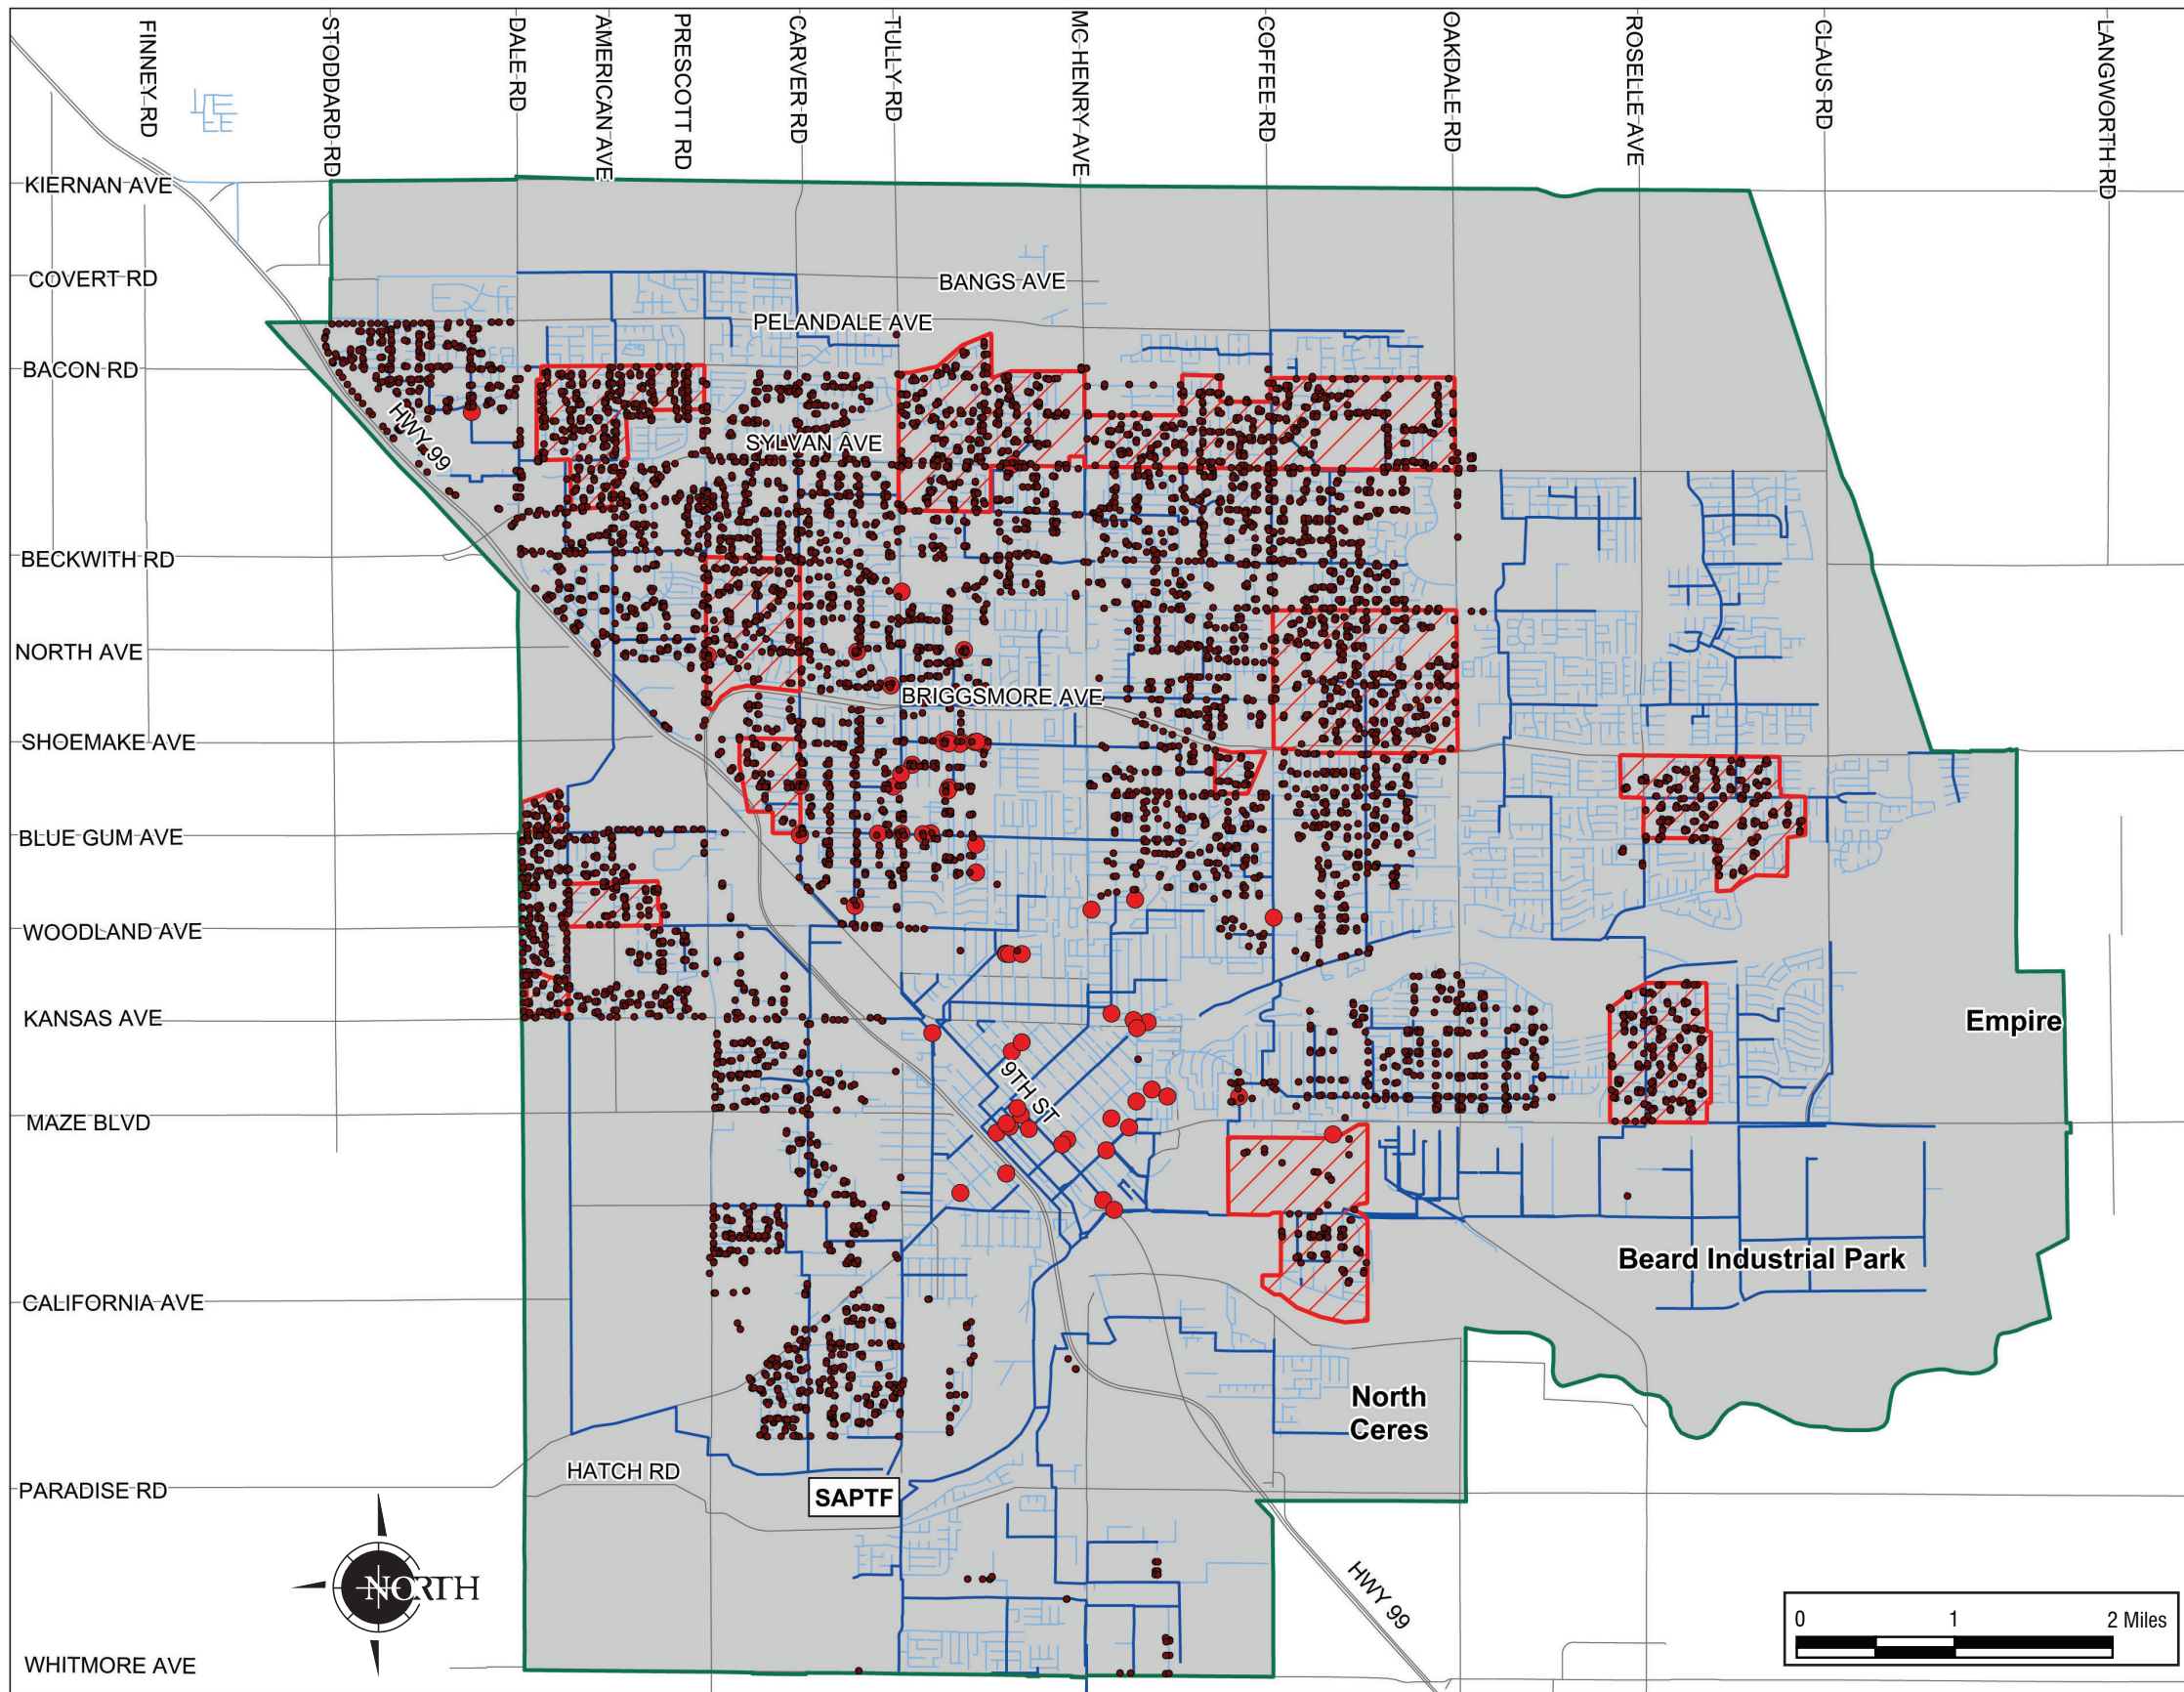 FINNEY RD
STODDARD RD
DALE RD
AMERICAN AVE
PRESCOTT RD
CARVER RD
TULLY RD
MC HENRY AVE
COFFEE RD
OAKDALE RD
ROSELLE AVE
CLAUS RD
LANGWORTH RD
KIERNAN AVE
COVERT RD
BANGS AVE
PELANDALE AVE
BACON RD
HWY 99
SYLVAN AVE
BECKWITH RD
NORTH AVE
BRIGGSMORE AVE
SHOEMAKE AVE
BLUE GUM AVE
WOODLAND AVE
KANSAS AVE
Empire
9TH ST
MAZE BLVD
Beard Industrial Park
CALIFORNIA AVE
North
Ceres
HATCH RD
PARADISE RD
SAPTF
NORTH
HWY 99
0 1 2 Miles
WHITMORE AVE